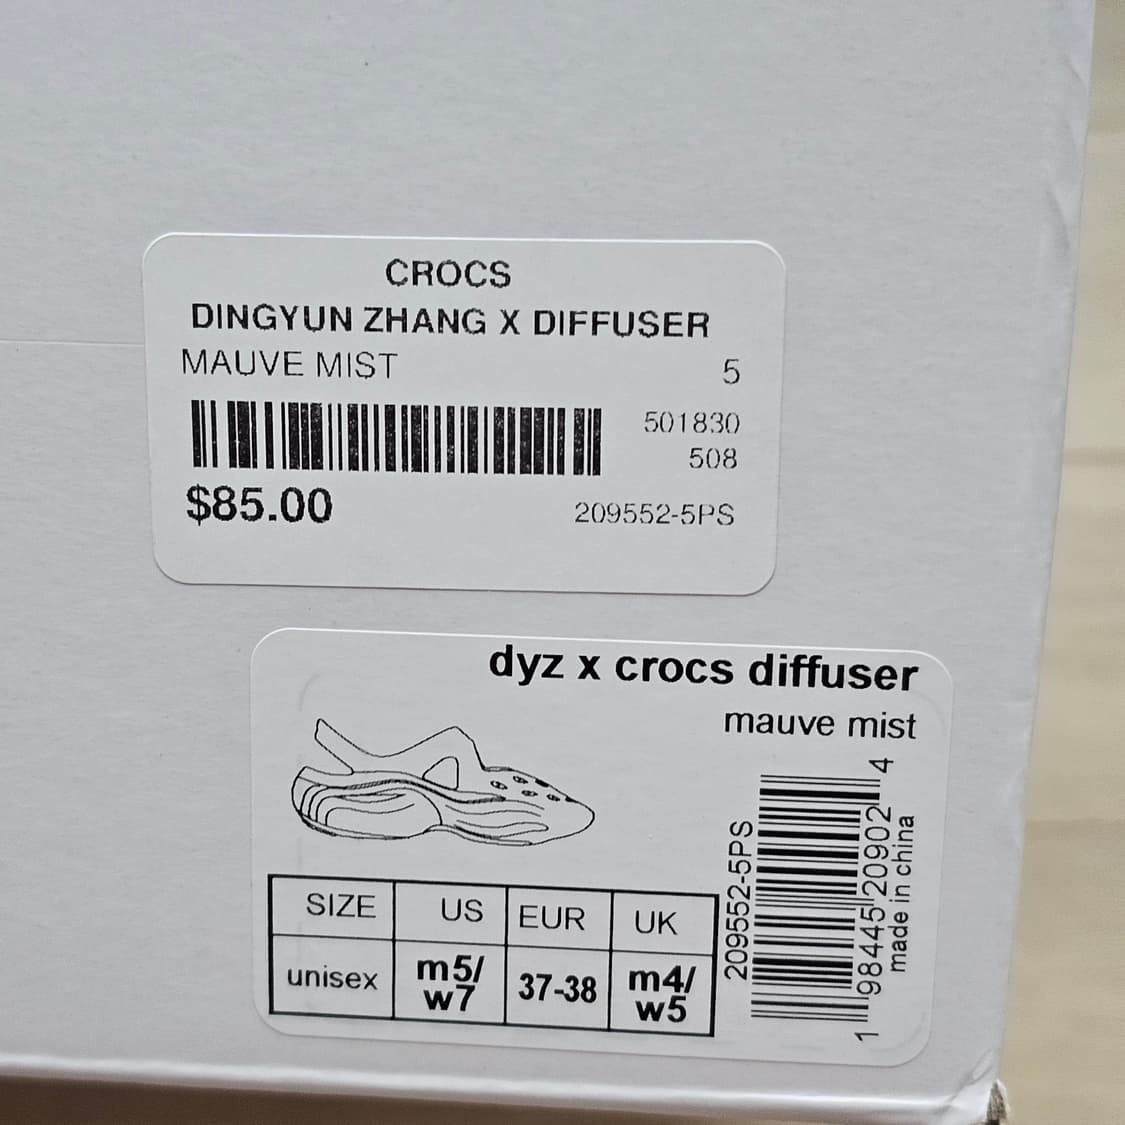 CROCS
DINGYUN ZHANG X DIFFUSER
MAUVE MIST 5
501830
508
$85.00 209552-5PS
dyz x crocs diffuser
mauve mist
SIZE US EUR UK
unisex m5/ w7 37-38 m4/ w5
209552-5PS
1 98445 20902 4
made in china